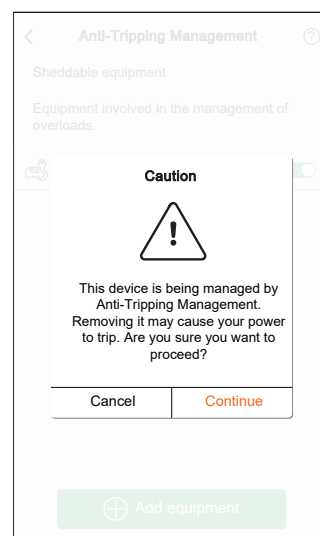 Anti-Tripping Management
?
Sheddable equipment
Equipment involved in the management of
overloads.
Caution
!
This device is being managed by
Anti-Tripping Management.
Removing it may cause your power
to trip. Are you sure you want to
proceed?
Cancel
Continue
Add equipment